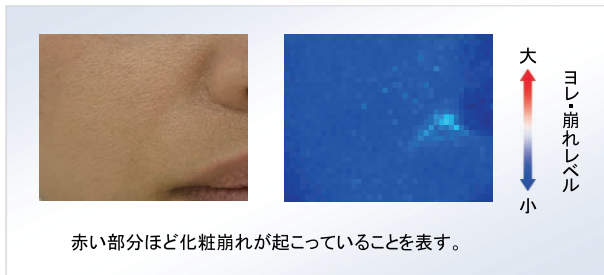 大
ヨレ・崩れレベル
小
赤い部分ほど化粧崩れが起こっていることを表す。